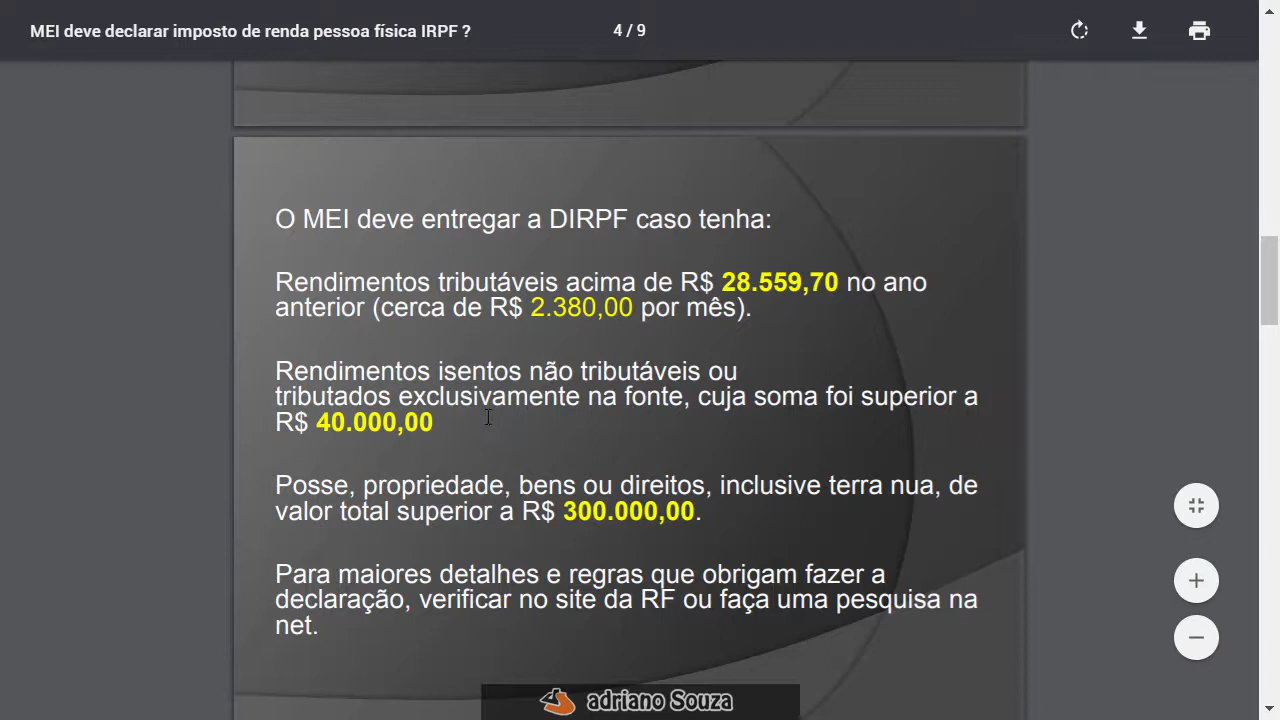 MEI deve declarar imposto de renda pessoa física IRPF ?
4 / 9
O MEI deve entregar a DIRPF caso tenha:
Rendimentos tributáveis acima de R$ 28.559,70 no ano
anterior (cerca de R$ 2.380,00 por mês).
Rendimentos isentos não tributáveis ou
tributados exclusivamente na fonte, cuja soma foi superior a
R$ 40.000,00
Posse, propriedade, bens ou direitos, inclusive terra nua, de
valor total superior a R$ 300.000,00.
Para maiores detalhes e regras que obrigam fazer a
declaração, verificar no site da RF ou faça uma pesquisa na
net.
adriano Souza